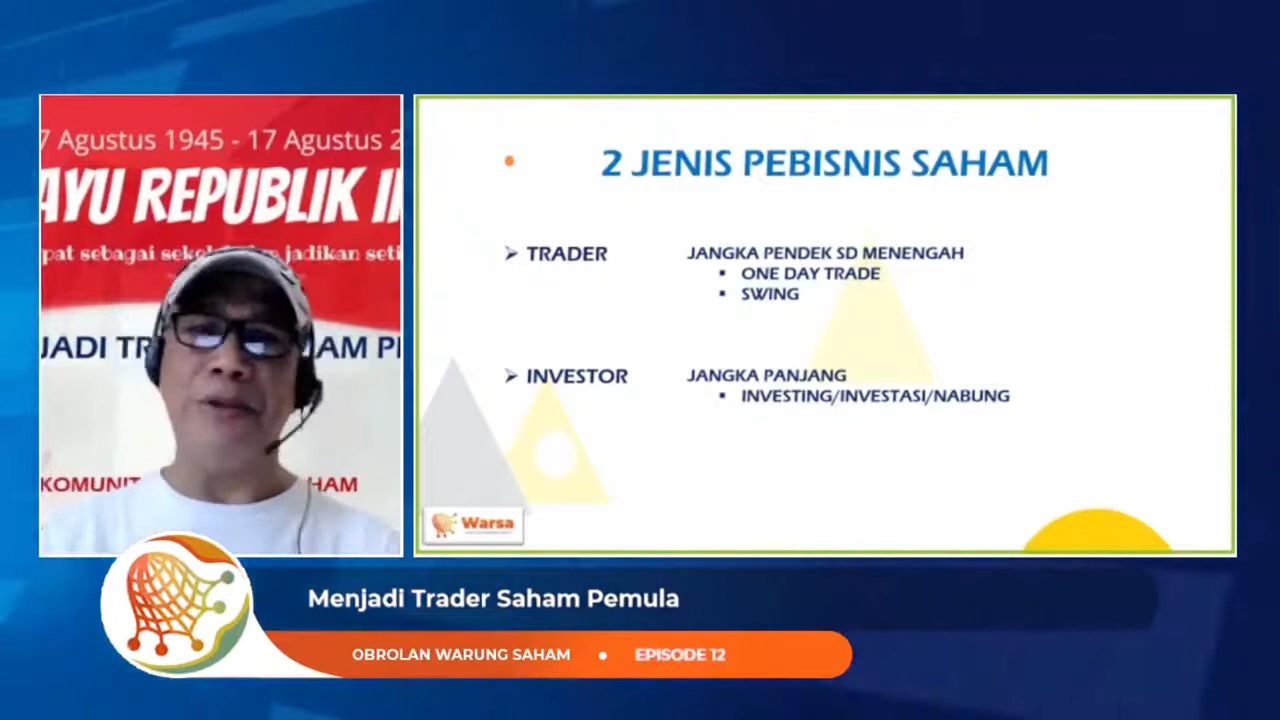 7 Agustus 1945 - 17 Agustus 2
AYU REPUBLIK I
pat sebagai jadikan seti
JADI TR AM P
KOMUNIT HAM
2 JENIS PEBISNIS SAHAM
TRADER JANGKA PENDEK SD MENENGAH
ONE DAY TRADE
SWING
INVESTOR JANGKA PANJANG
INVESTING/INVESTASI/NABUNG
Warsa
Menjadi Trader Saham Pemula
OBROLAN WARUNG SAHAM • EPISODE 12